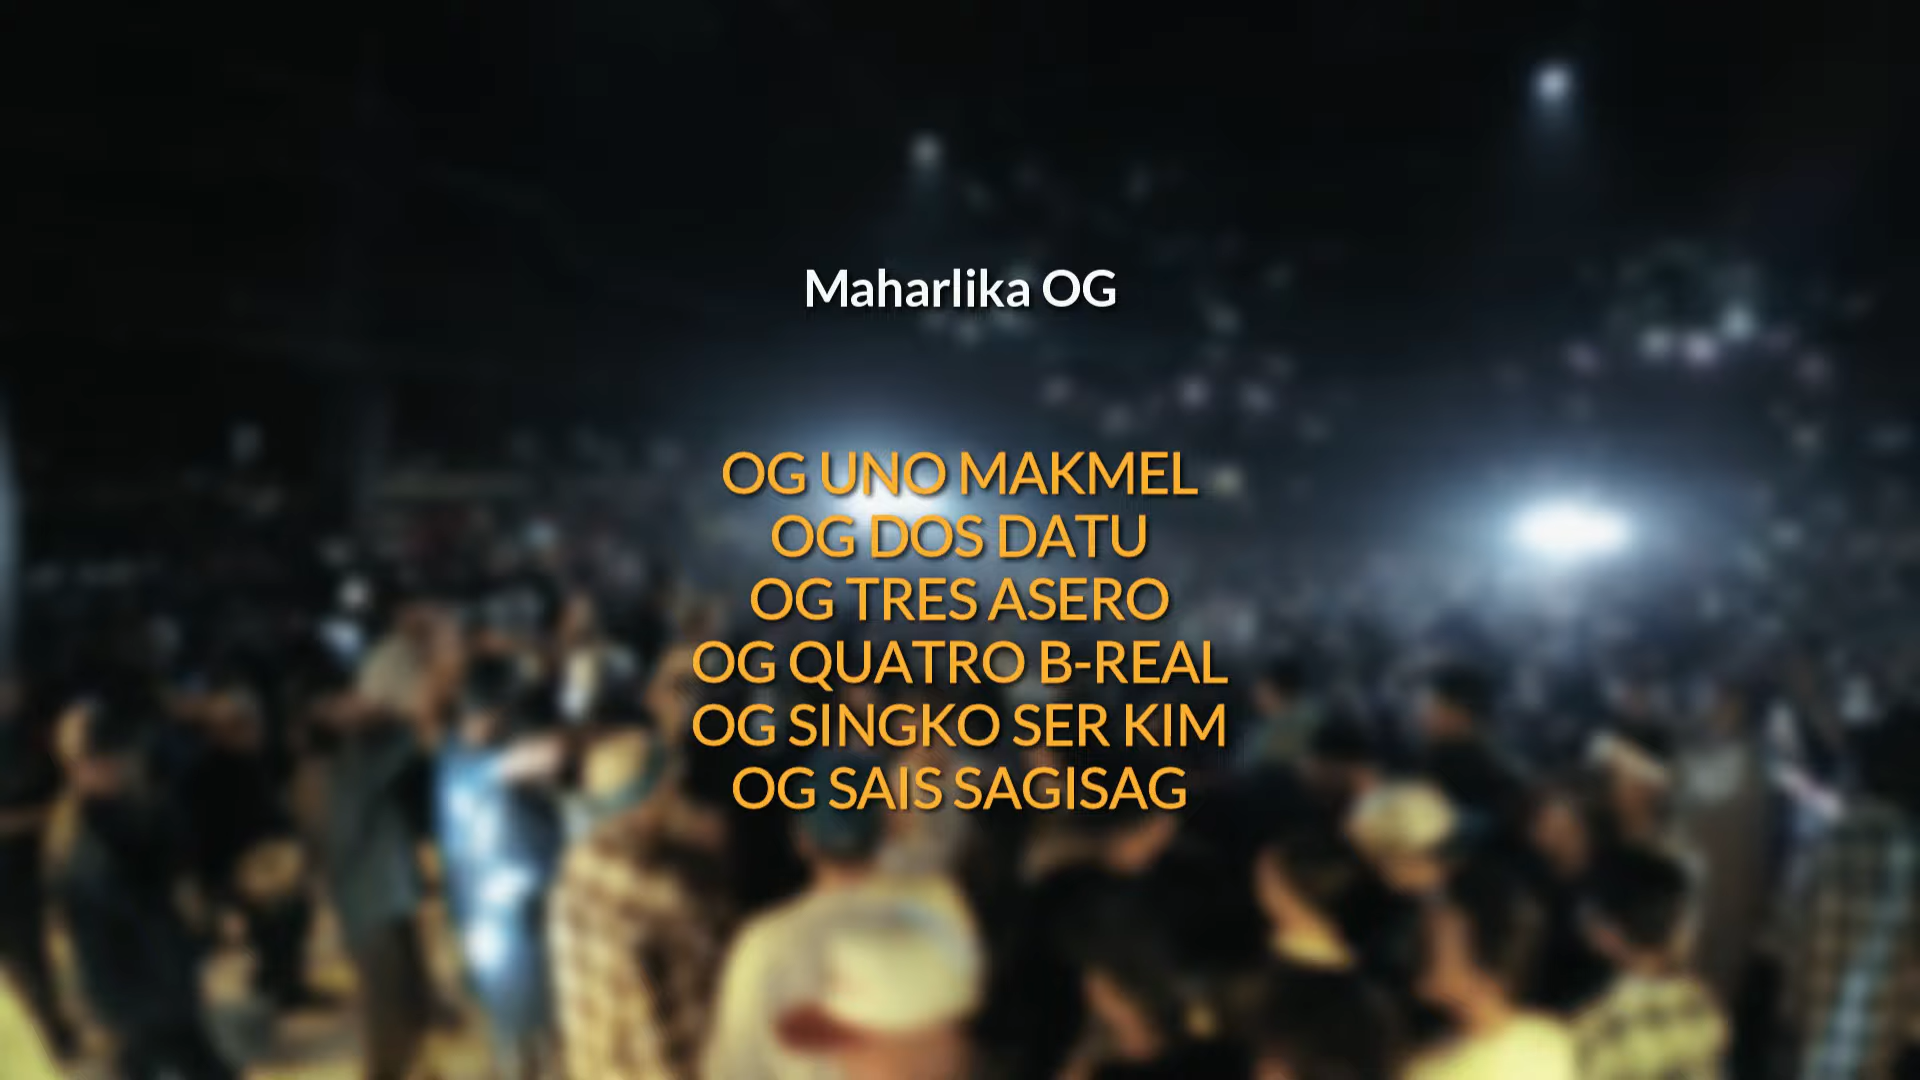 Maharlika OG
OG UNO MAKMEL
OG DOS DATU
OG TRES ASERO
OG QUATRO B-REAL
OG SINGKO SER KIM
OG SAIS SAGISAG